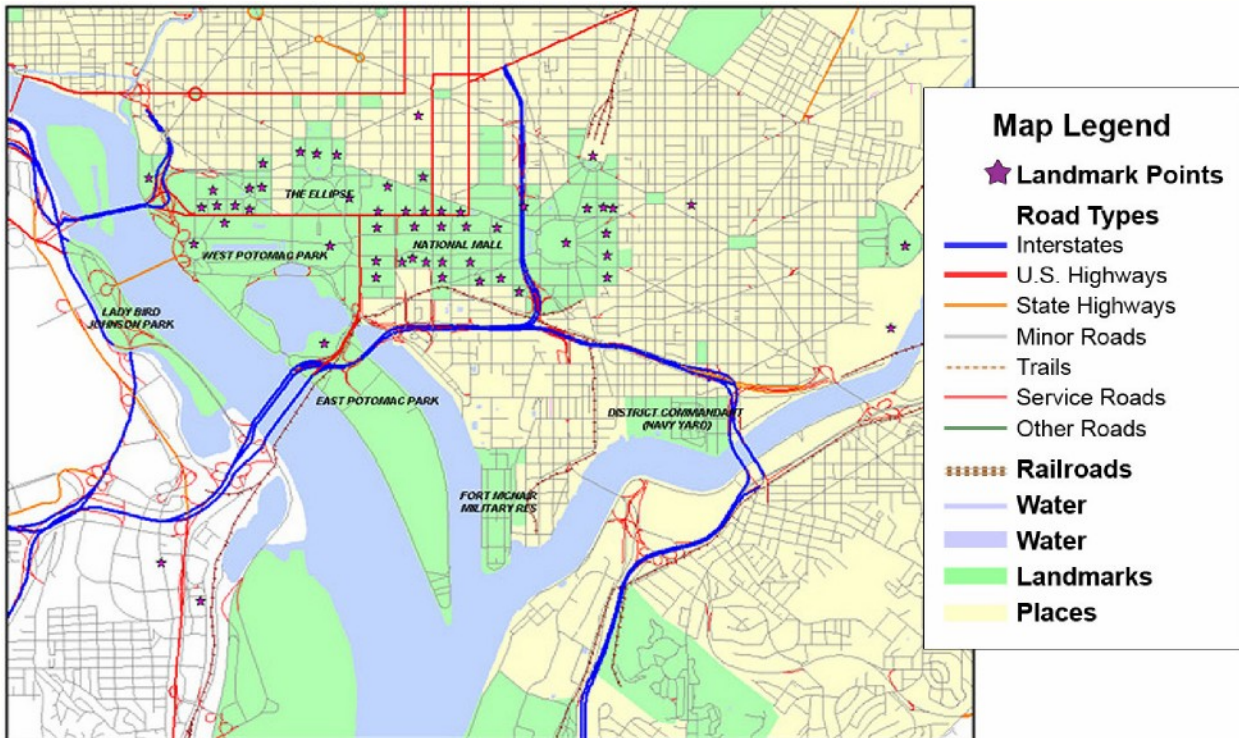 THE ELLIPSE
WEST POTOMAC PARK
NATIONAL MALL
LADY BIRD
JOHNSON PARK
EAST POTOMAC PARK
DISTRICT COMMANDANT
(NAVY YARD)
FORT MCNAIR
MILITARY RES
Map Legend
Landmark Points
Road Types
Interstates
U.S. Highways
State Highways
Minor Roads
Trails
Service Roads
Other Roads
Railroads
Water
Water
Landmarks
Places